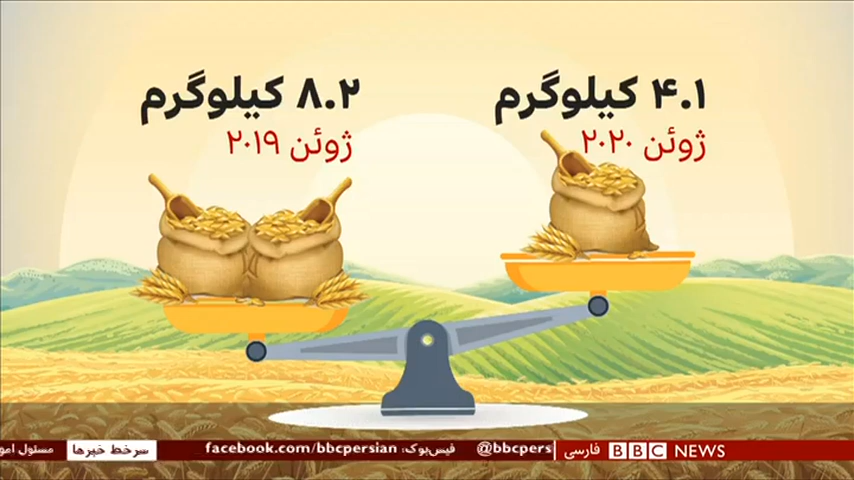 ۴.۱ کیلوگرم
ژوئن ۲۰۲۰
۸.۲ کیلوگرم
ژوئن ۲۰۱۹
BBC NEWS فارسی
@bbcpers
فیس‌بوک: facebook.com/bbcpersian
سرخط خبرها
مسئول